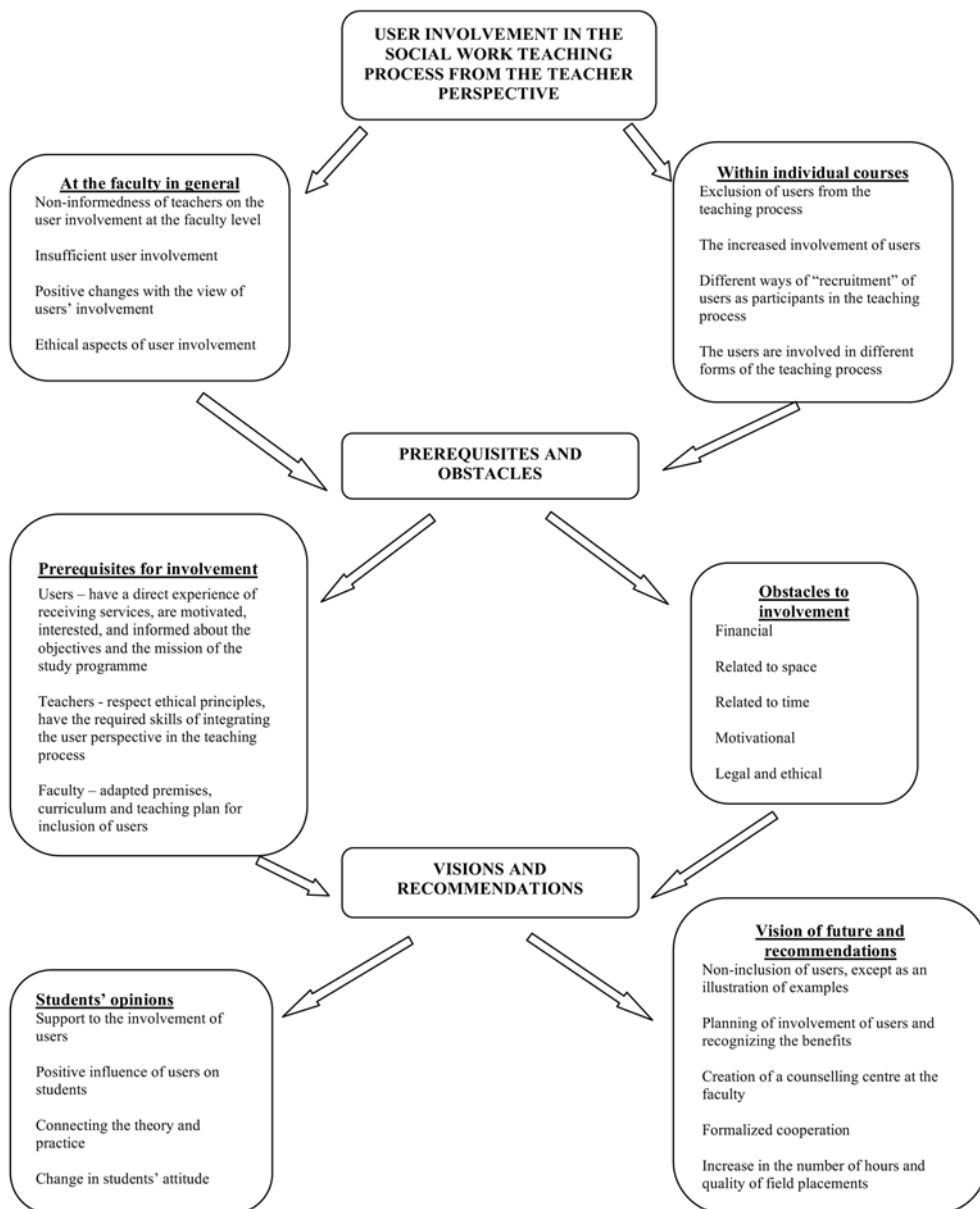 USER INVOLVEMENT IN THE
SOCIAL WORK TEACHING
PROCESS FROM THE TEACHER
PERSPECTIVE
At the faculty in general
Non-informedness of teachers on the
user involvement at the faculty level
Insufficient user involvement
Positive changes with the view of
users’ involvement
Ethical aspects of user involvement
Within individual courses
Exclusion of users from the
teaching process
The increased involvement of users
Different ways of “recruitment” of
users as participants in the teaching
process
The users are involved in different
forms of the teaching process
PREREQUISITES AND
OBSTACLES
Prerequisites for involvement
Users – have a direct experience of
receiving services, are motivated,
interested, and informed about the
objectives and the mission of the
study programme
Teachers - respect ethical principles,
have the required skills of integrating
the user perspective in the teaching
process
Faculty – adapted premises,
curriculum and teaching plan for
inclusion of users
Obstacles to
involvement
Financial
Related to space
Related to time
Motivational
Legal and ethical
VISIONS AND
RECOMMENDATIONS
Students’ opinions
Support to the involvement of
users
Positive influence of users on
students
Connecting the theory and
practice
Change in students’ attitude
Vision of future and
recommendations
Non-inclusion of users, except as an
illustration of examples
Planning of involvement of users and
recognizing the benefits
Creation of a counselling centre at the
faculty
Formalized cooperation
Increase in the number of hours and
quality of field placements